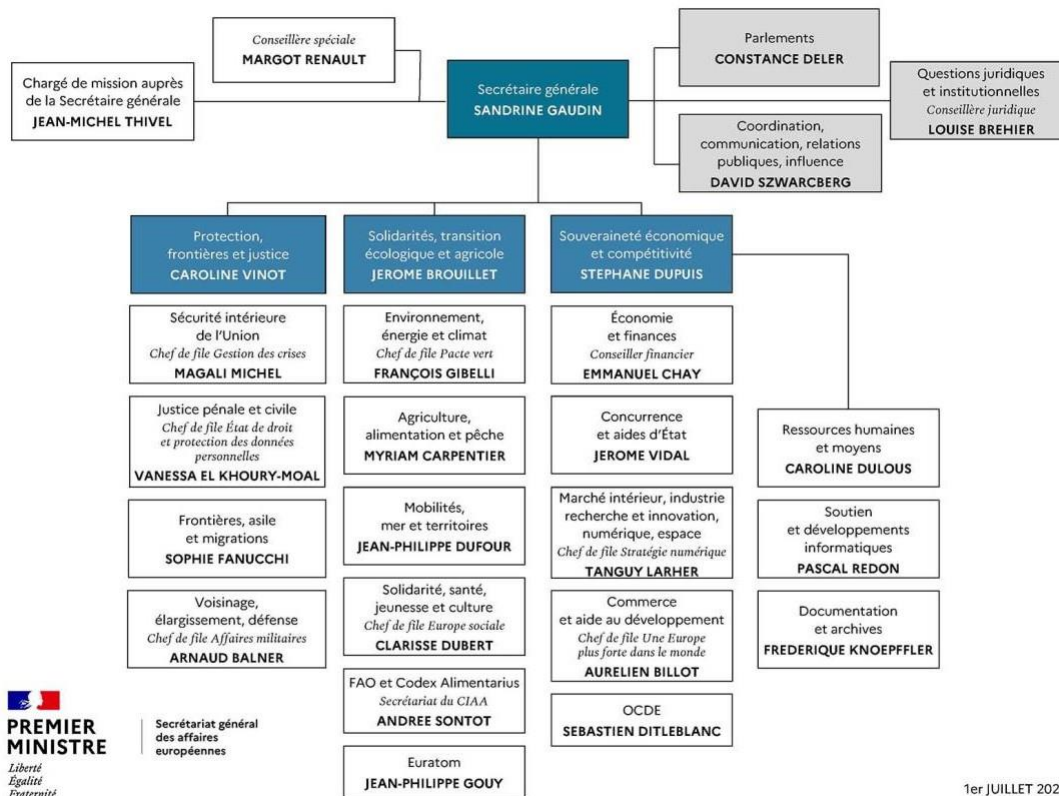 Conseillère spéciale
MARGOT RENAULT
Chargé de mission auprès
de la Secrétaire générale
JEAN-MICHEL THIVEL
Secrétaire générale
SANDRINE GAUDIN
Parlements
CONSTANCE DELER
Questions juridiques
et institutionnelles
Conseillère juridique
LOUISE BREHIER
Coordination,
communication, relations
publiques, influence
DAVID SZWARCBERG
Protection,
frontières et justice
CAROLINE VINOT
Sécurité intérieure
de l'Union
Chef de file Gestion des crises
MAGALI MICHEL
Justice pénale et civile
Chef de file État de droit
et protection des données
personnelles
VANESSA EL KHOURY-MOAL
Frontières, asile
et migrations
SOPHIE FANUCCHI
Voisinage,
élargissement, défense
Chef de file Affaires militaires
ARNAUD BALNER
Solidarités, transition
écologique et agricole
JEROME BROUILLET
Environnement,
énergie et climat
Chef de file Pacte vert
FRANÇOIS GIBELLI
Agriculture,
alimentation et pêche
MYRIAM CARPENTIER
Mobilités,
mer et territoires
JEAN-PHILIPPE DUFOUR
Solidarité, santé,
jeunesse et culture
Chef de file Europe sociale
CLARISSE DUBERT
FAO et Codex Alimentarius
Secrétariat du CIAA
ANDREE SONTOT
Euratom
JEAN-PHILIPPE GOUY
Souveraineté économique
et compétitivité
STEPHANE DUPUIS
Économie
et finances
Conseiller financier
EMMANUEL CHAY
Concurrence
et aides d'État
JEROME VIDAL
Marché intérieur, industrie
recherche et innovation,
numérique, espace
Chef de file Stratégie numérique
TANGUY LARHER
Commerce
et aide au développement
Chef de file Une Europe
plus forte dans le monde
AURELIEN BILLOT
OCDE
SEBASTIEN DITLEBLANC
Ressources humaines
et moyens
CAROLINE DULOUS
Soutien
et développements
informatiques
PASCAL REDON
Documentation
et archives
FREDERIQUE KNOEPFFLER
PREMIER
MINISTRE
Liberté
Égalité
Fraternité
Secrétariat général
des affaires
européennes
1er JUILLET 202